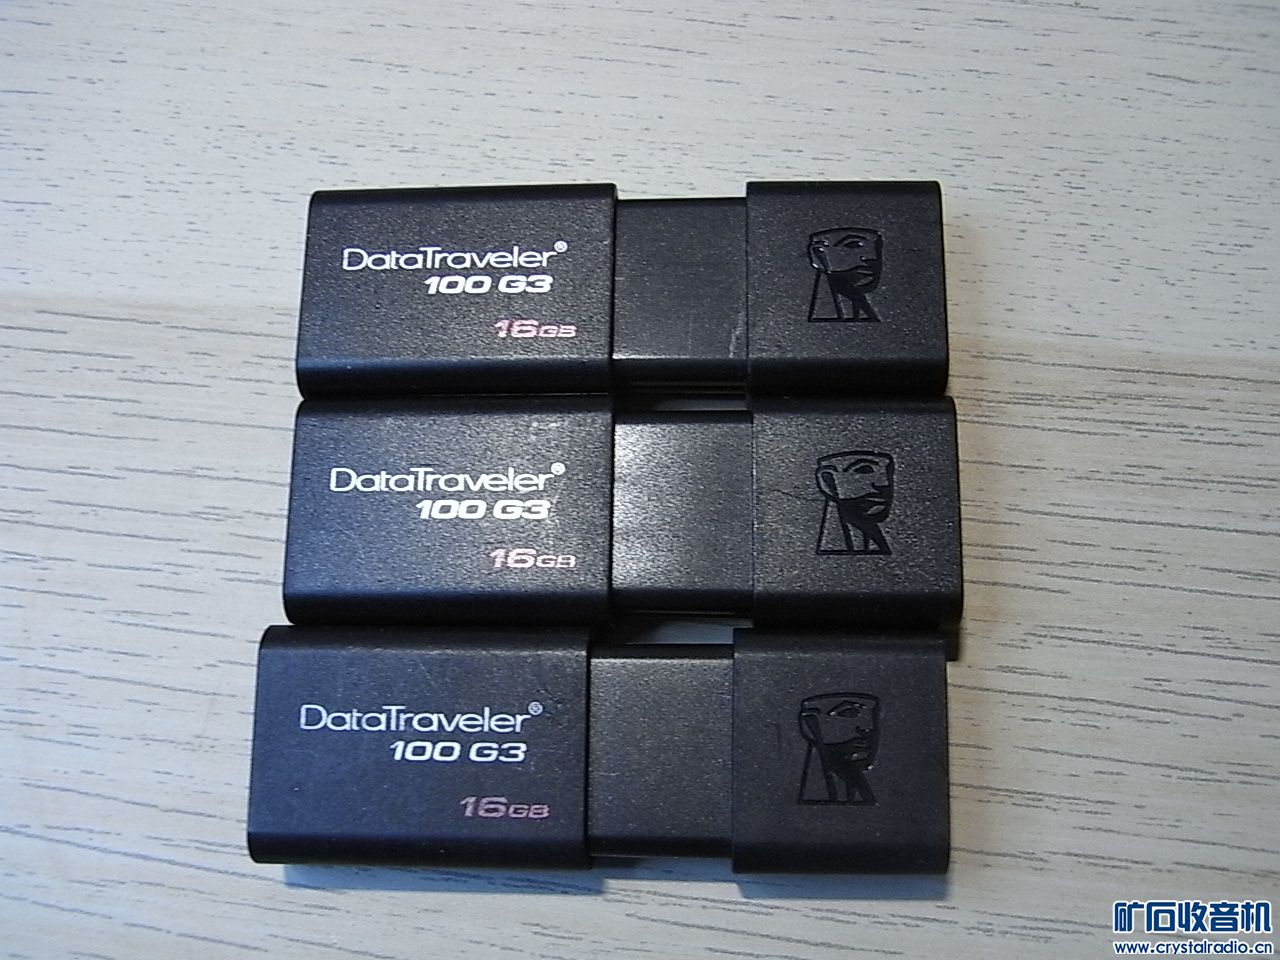 DataTraveler®
100 G3
16GB
DataTraveler®
100 G3
16GB
DataTraveler®
100 G3
16GB
矿石收音机
www.crystalradio.cn